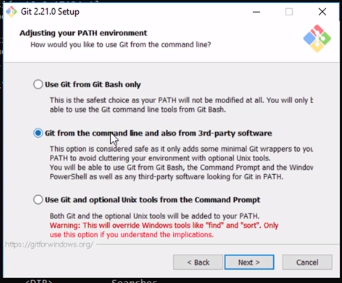 Git 2.21.0 Setup
Adjusting your PATH environment
How would you like to use Git from the command line?
Use Git from Git Bash only
This is the safest choice as your PATH will not be modified at all. You will only b
able to use the Git command line tools from Git Bash.
Git from the command line and also from 3rd-party software
This option is considered safe as it only adds some minimal Git wrappers to you
PATH to avoid cluttering your environment with optional Unix tools.
You will be able to use Git from Git Bash, the Command Prompt and the Window
PowerShell as well as any third-party software looking for Git in PATH.
Use Git and optional Unix tools from the Command Prompt
Both Git and the optional Unix tools will be added to your PATH.
Warning: This will override Windows tools like "find" and "sort". Only
use this option if you understand the implications.
https://gitforwindows.org/
< Back
Next >
Cancel
<DIR>